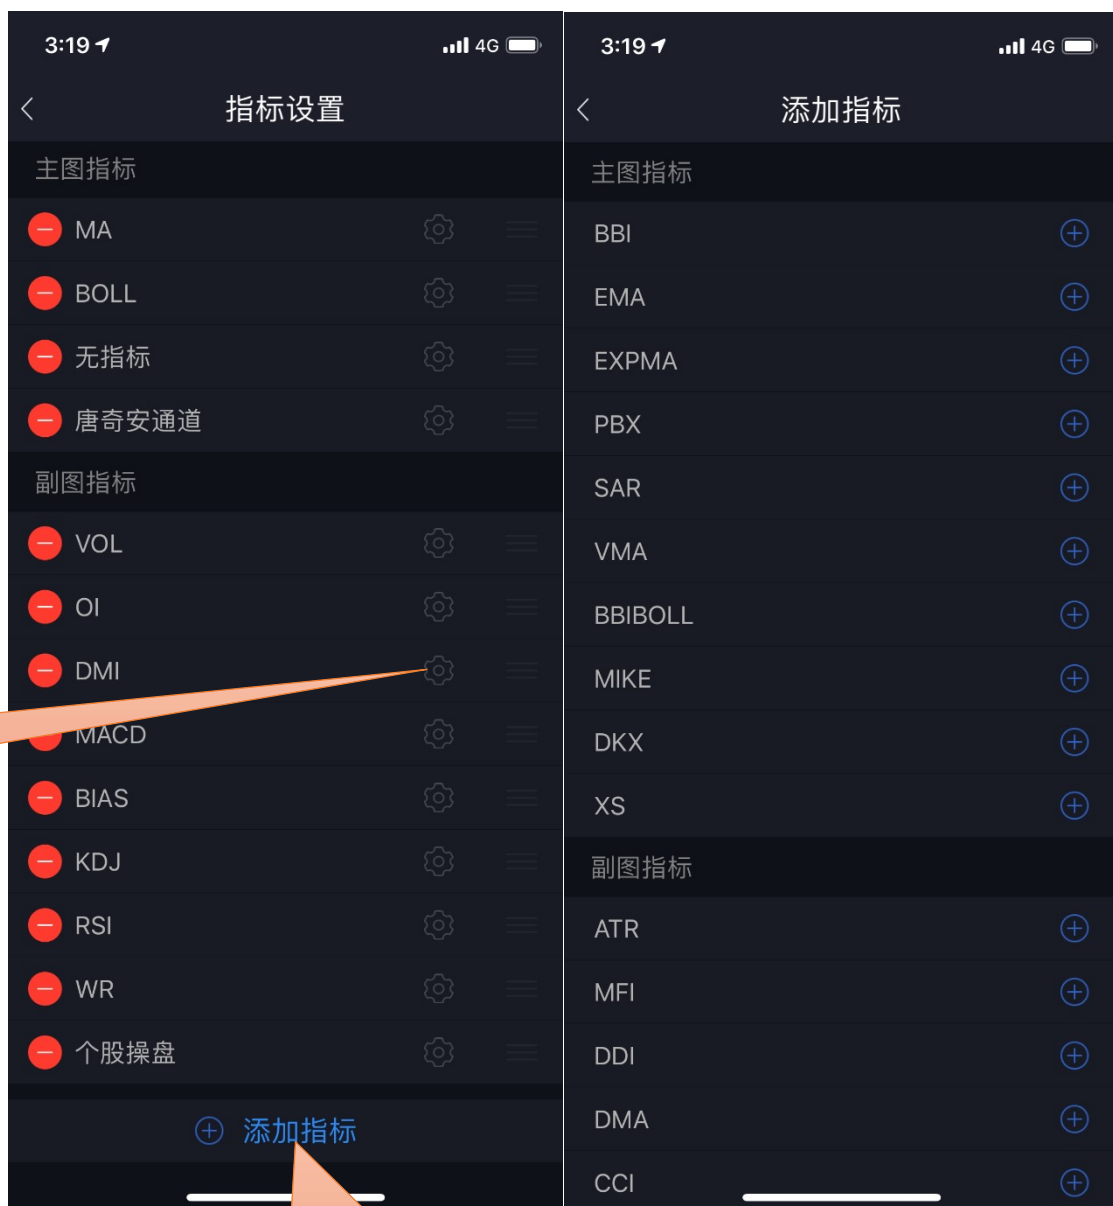 3:19 4G
指标设置
主图指标
MA
BOLL
无指标
唐奇安通道
副图指标
VOL
OI
DMI
MACD
BIAS
KDJ
RSI
WR
个股操盘
添加指标
3:19 4G
添加指标
主图指标
BBI
EMA
EXPMA
PBX
SAR
VMA
BBIBOLL
MIKE
DKX
XS
副图指标
ATR
MFI
DDI
DMA
CCI